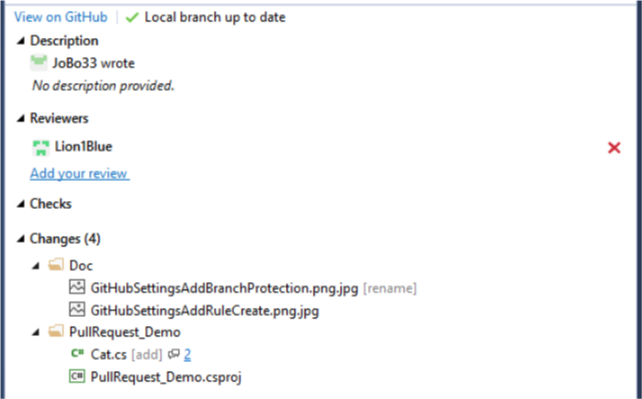 View on GitHub | Local branch up to date
Description
JoBo33 wrote
No description provided.
Reviewers
Lion1Blue
Add your review
Checks
Changes (4)
Doc
GitHubSettingsAddBranchProtection.png.jpg [rename]
GitHubSettingsAddRuleCreate.png.jpg
PullRequest_Demo
C# Cat.cs [add] 2
C# PullRequest_Demo.csproj